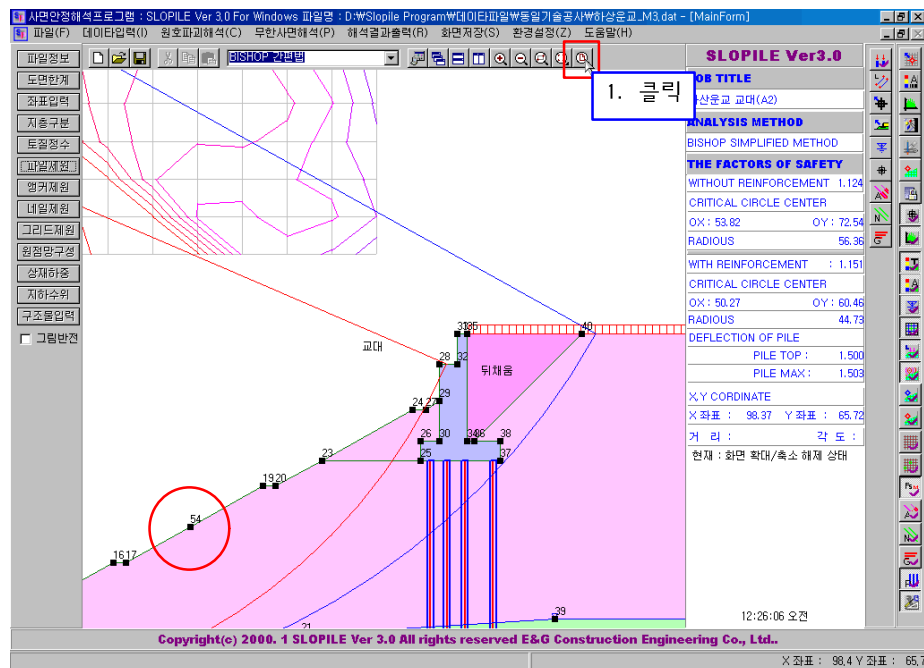 사면안정해석프로그램 : SLOPILE Ver 3.0 For Windows 파일명 : D:\Slopile Program\데이타파일\동일기술공사\하상운교_M3.dat - [MainForm]
파일(F) 데이타입력(I) 원호파괴해석(C) 무한사면해석(P) 해석결과출력(R) 화면저장(S) 환경설정(Z) 도움말(H)
BISHOP 간편법
1. 클릭
파일정보
도면한계
좌표입력
지층구분
토질정수
파일제원
앵커제원
네일제원
그리드제원
원점망구성
상재하중
지하수위
구조물입력
그림반전
교대
뒤채움
40
28
32
29
24
26
30
38
25
37
23
1920
54
1617
39
SLOPILE Ver3.0
JOB TITLE
하산운교 교대(A2)
ANALYSIS METHOD
BISHOP SIMPLIFIED METHOD
THE FACTORS OF SAFETY
WITHOUT REINFORCEMENT 1.124
CRITICAL CIRCLE CENTER
OX : 53.82 OY : 72.54
RADIOUS 56.36
WITH REINFORCEMENT : 1.151
CRITICAL CIRCLE CENTER
OX : 50.27 OY : 60.46
RADIOUS 44.73
DEFLECTION OF PILE
PILE TOP : 1.500
PILE MAX : 1.503
X,Y CORDINATE
X 좌표 : 98.37 Y 좌표 : 65.72
거 리 : 각 도 :
현재 : 화면 확대/축소 해제 상태
12:26:06 오전
Copyright(c) 2000. 1 SLOPILE Ver 3.0 All rights reserved E&G Construction Engineering Co., Ltd..
X 좌표 : 98.4 Y 좌표 : 65.7